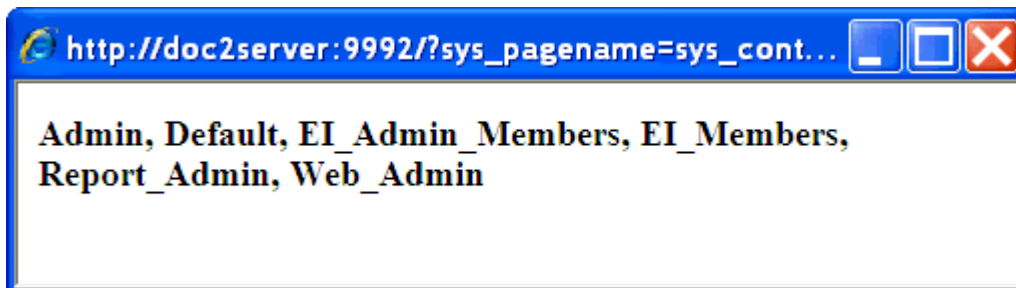 http://doc2server:9992/?sys_pagename=sys_cont...
Admin, Default, EI_Admin_Members, EI_Members,
Report_Admin, Web_Admin